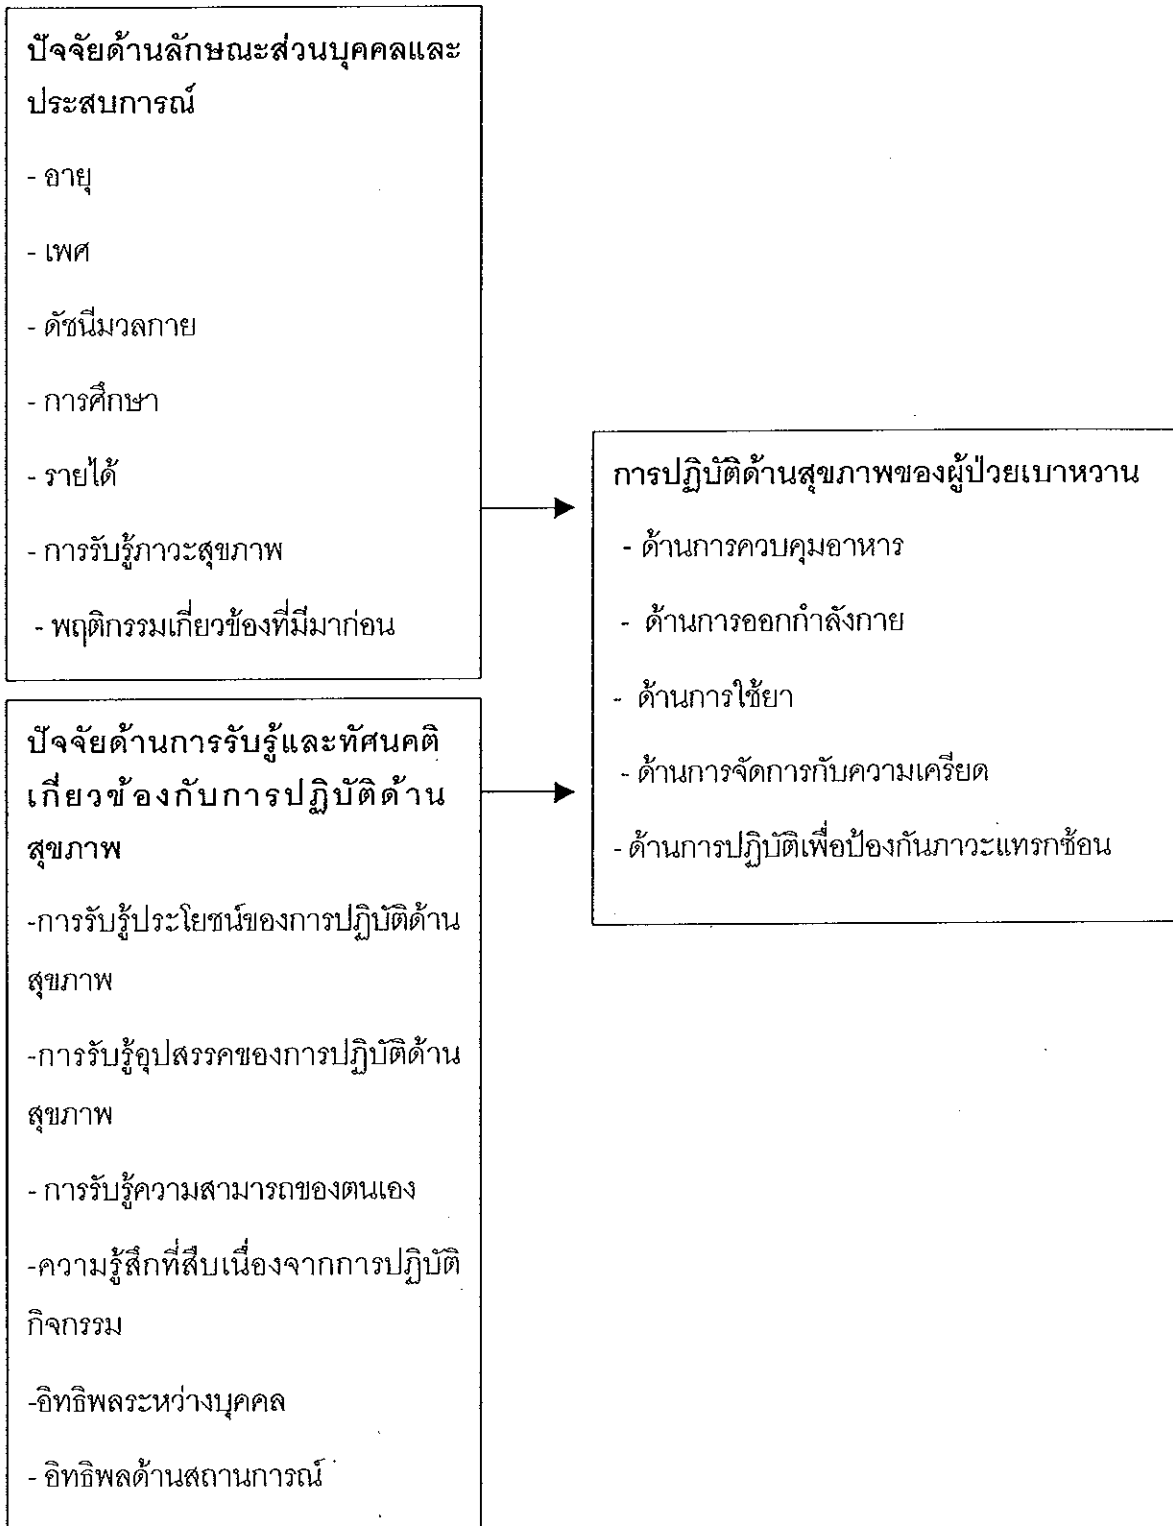 ปัจจัยด้านลักษณะส่วนบุคคลและ
ประสบการณ์
- อายุ
- เพศ
- ดัชนีมวลกาย
- การศึกษา
- รายได้
- การรับรู้ภาวะสุขภาพ
- พฤติกรรมเกี่ยวข้องที่มีมาก่อน
ปัจจัยด้านการรับรู้และทัศนคติ
เกี่ยวข้องกับการปฏิบัติด้าน
สุขภาพ
-การรับรู้ประโยชน์ของการปฏิบัติด้าน
สุขภาพ
-การรับรู้อุปสรรคของการปฏิบัติด้าน
สุขภาพ
- การรับรู้ความสามารถของตนเอง
-ความรู้สึกที่สืบเนื่องจากการปฏิบัติ
กิจกรรม
-อิทธิพลระหว่างบุคคล
- อิทธิพลด้านสถานการณ์
การปฏิบัติด้านสุขภาพของผู้ป่วยเบาหวาน
- ด้านการควบคุมอาหาร
- ด้านการออกกำลังกาย
- ด้านการใช้ยา
- ด้านการจัดการกับความเครียด
- ด้านการปฏิบัติเพื่อป้องกันภาวะแทรกซ้อน